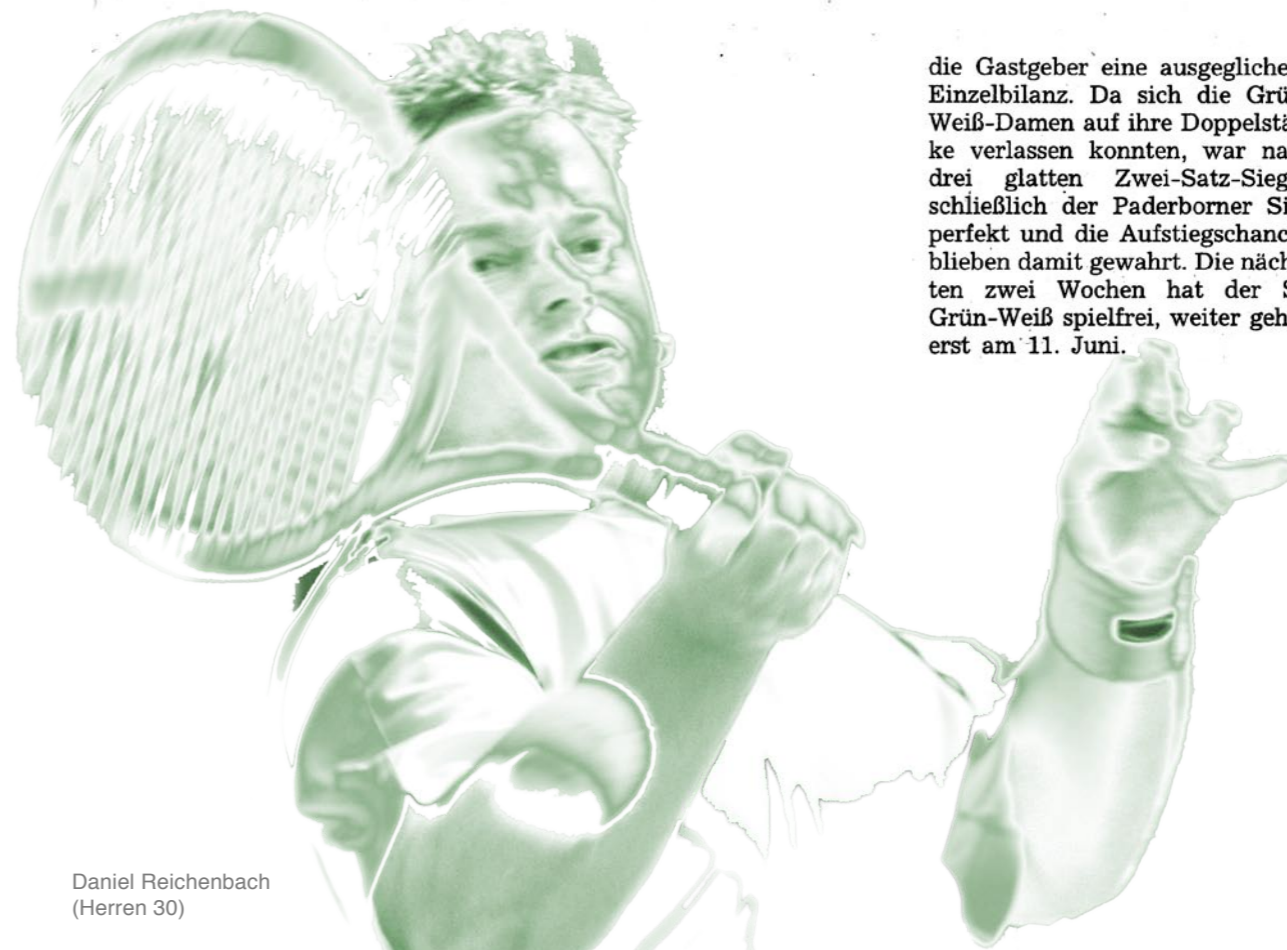 die Gastgeber eine ausgegliche
Einzelbilanz. Da sich die Grü
Weiß-Damen auf ihre Doppelstä
ke verlassen konnten, war na
drei glatten Zwei-Satz-Sieg
schließlich der Paderborner Si
perfekt und die Aufstiegschanc
blieben damit gewahrt. Die näch
ten zwei Wochen hat der S
Grün-Weiß spielfrei, weiter geh
erst am 11. Juni.
Daniel Reichenbach
(Herren 30)